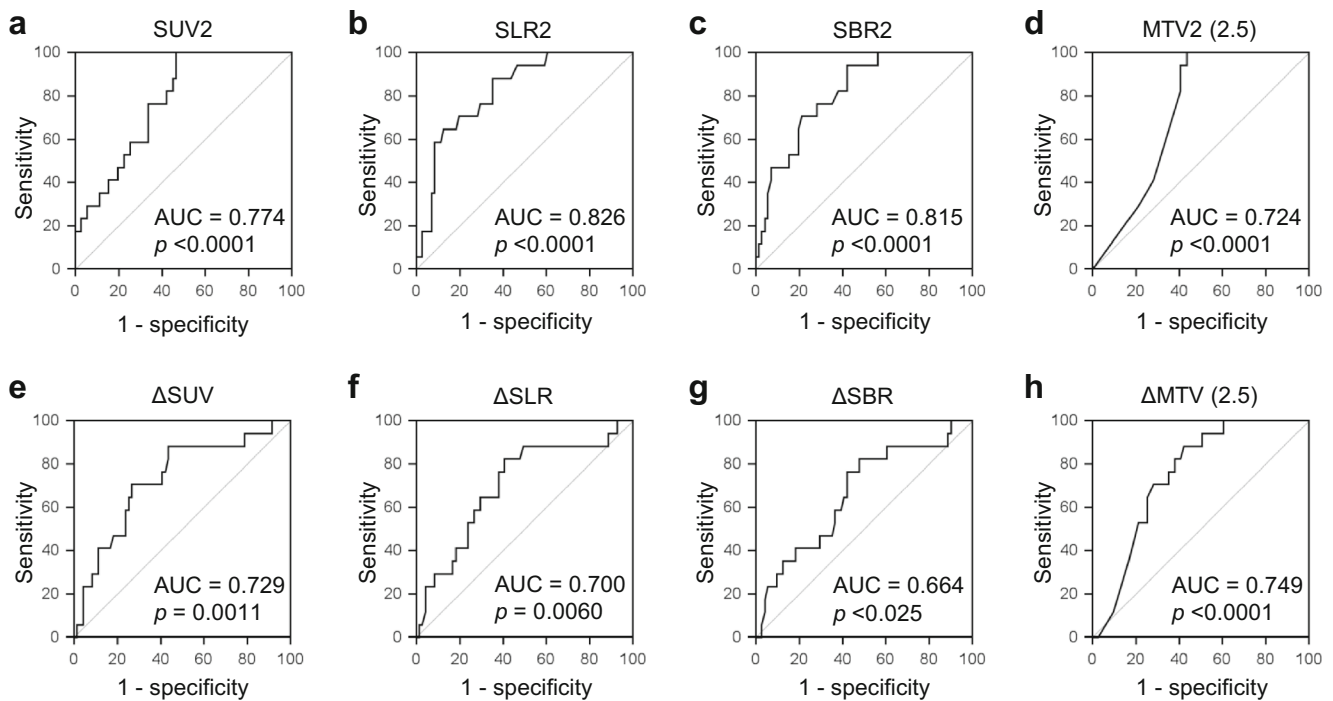 a
SUV2
100
80
60
40
20
0
Sensitivity
AUC = 0.774
p <0.0001
0 20 40 60 80 100
1 - specificity
b
SLR2
100
80
60
40
20
0
Sensitivity
AUC = 0.826
p <0.0001
0 20 40 60 80 100
1 - specificity
c
SBR2
100
80
60
40
20
0
Sensitivity
AUC = 0.815
p <0.0001
0 20 40 60 80 100
1 - specificity
d
MTV2 (2.5)
100
80
60
40
20
0
Sensitivity
AUC = 0.724
p <0.0001
0 20 40 60 80 100
1 - specificity
e
ΔSUV
100
80
60
40
20
0
Sensitivity
AUC = 0.729
p = 0.0011
0 20 40 60 80 100
1 - specificity
f
ΔSLR
100
80
60
40
20
0
Sensitivity
AUC = 0.700
p = 0.0060
0 20 40 60 80 100
1 - specificity
g
ΔSBR
100
80
60
40
20
0
Sensitivity
AUC = 0.664
p <0.025
0 20 40 60 80 100
1 - specificity
h
ΔMTV (2.5)
100
80
60
40
20
0
Sensitivity
AUC = 0.749
p <0.0001
0 20 40 60 80 100
1 - specificity